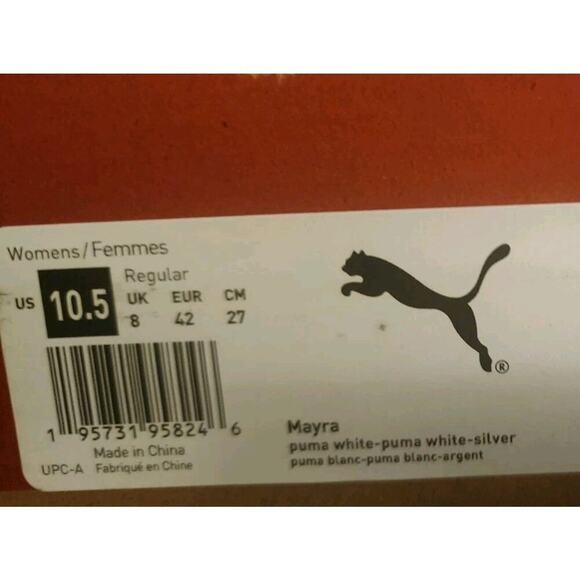 Womens/Femmes
Regular
US 10.5 UK EUR CM
8 42 27
1 95731 95824 6
Made in China
UPC-A Fabriqué en Chine
®
Mayra
puma white-puma white-silver
puma blanc-puma blanc-argent